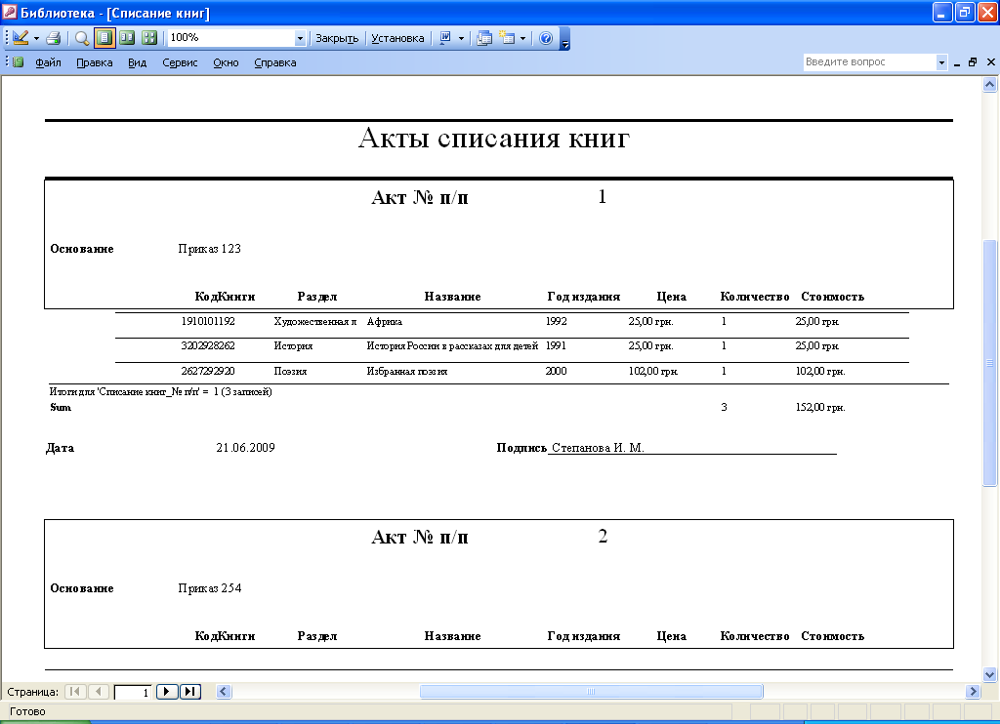 Библиотека - [Списание книг]
100% Закрыть Установка
Файл Правка Вид Сервис Окно Справка Введите вопрос
Акты списания книг
Акт № п/п 1
Основание Приказ 123
КодКниги Раздел Название Год издания Цена Количество Стоимость
1910101192 Художественная л Африка 1992 25,00 грн. 1 25,00 грн.
3202928262 История История России в рассказах для детей 1991 25,00 грн. 1 25,00 грн.
2627292920 Поэзия Избранная поэзия 2000 102,00 грн. 1 102,00 грн.
Итоги для 'Списание книг_№ п/п' = 1 (3 записей)
Sum 3 152,00 грн.
Дата 21.06.2009 Подпись Степанова И. М.
Акт № п/п 2
Основание Приказ 254
КодКниги Раздел Название Год издания Цена Количество Стоимость
Страница: 1
Готово